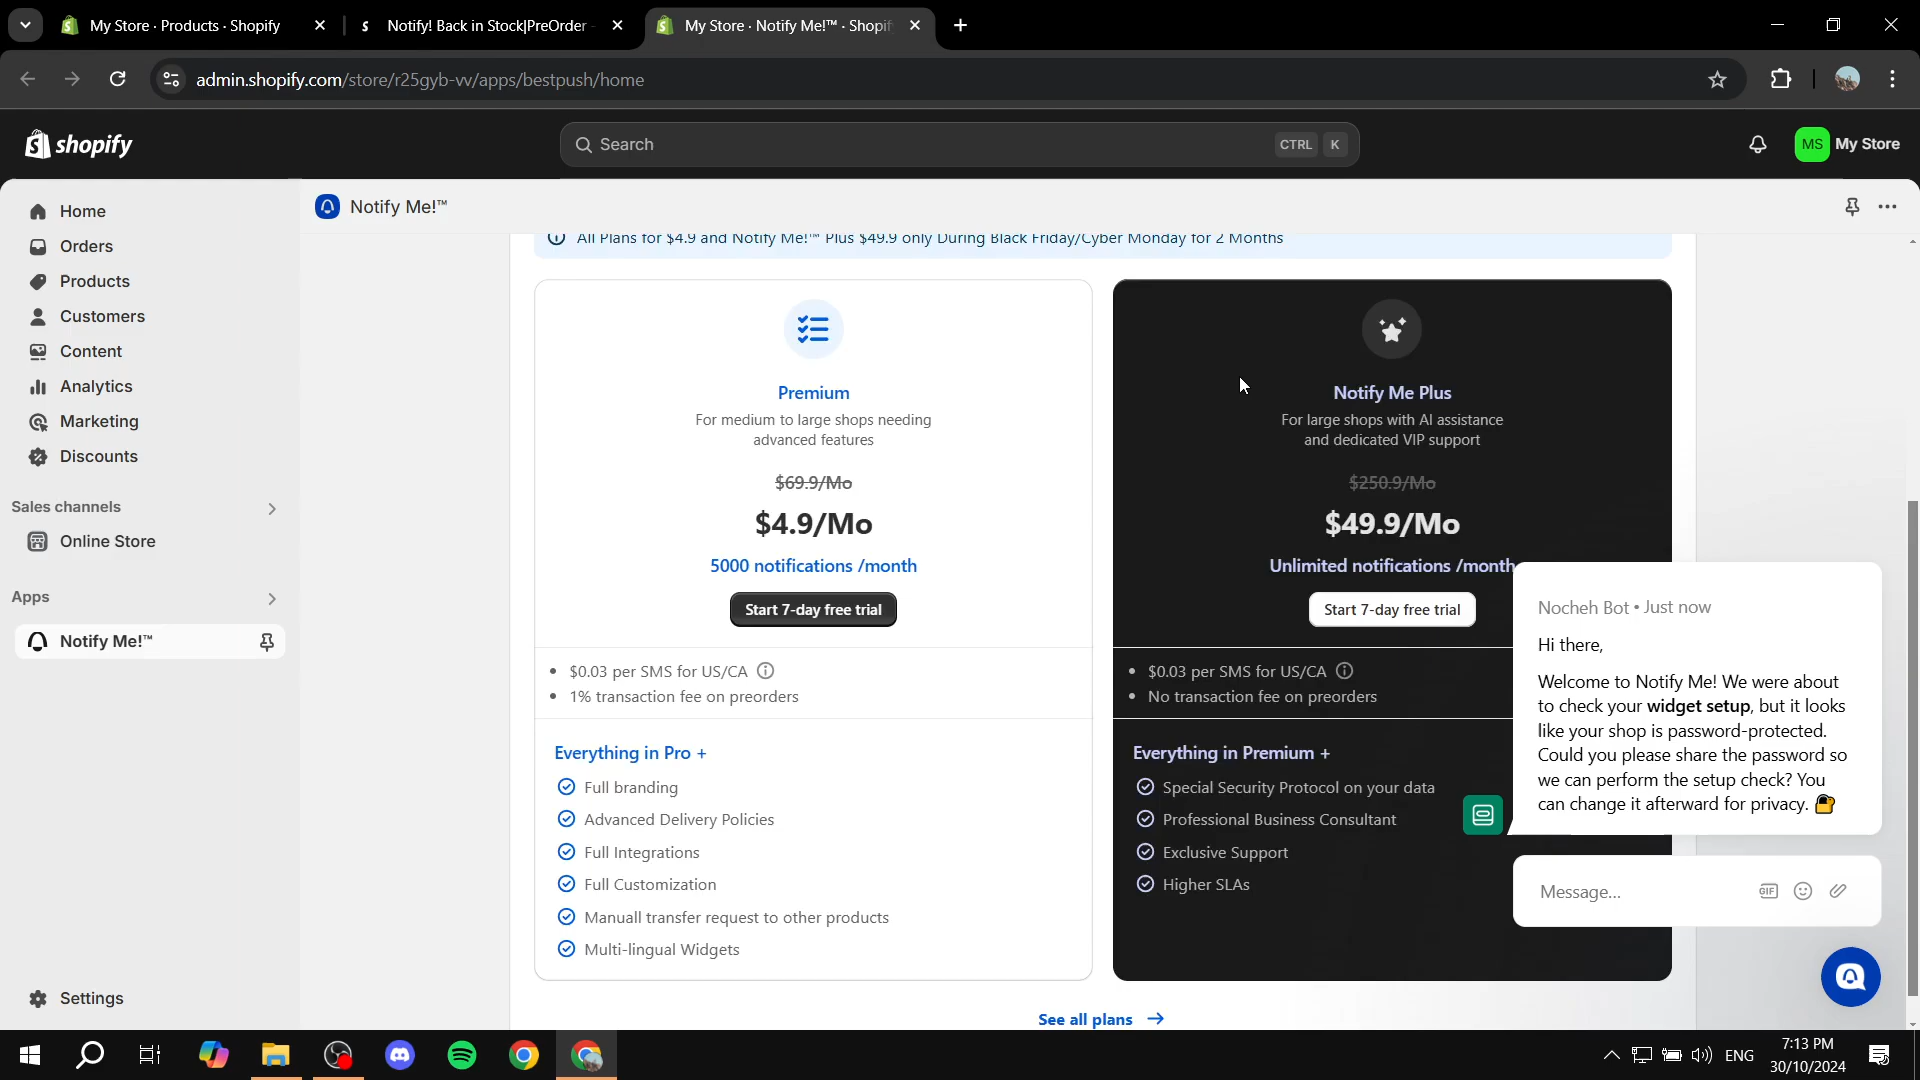 My Store · Products · Shopify
Notify! Back in Stock|PreOrder -
My Store · Notify Me!™ · Shopif
admin.shopify.com/store/r25gyb-vv/apps/bestpush/home
shopify
Search
CTRL K
MS My Store
Home
Orders
Products
Customers
Content
Analytics
Marketing
Discounts
Sales channels
Online Store
Apps
Notify Me!™
Settings
Notify Me!™
All Plans for $4.9 and Notify Me!™ Plus $49.9 only During Black Friday/Cyber Monday for 2 Months
Premium
For medium to large shops needing
advanced features
$69.9/Mo
$4.9/Mo
5000 notifications /month
Start 7-day free trial
$0.03 per SMS for US/CA
1% transaction fee on preorders
Everything in Pro +
Full branding
Advanced Delivery Policies
Full Integrations
Full Customization
Manuall transfer request to other products
Multi-lingual Widgets
Notify Me Plus
For large shops with AI assistance
and dedicated VIP support
$250.9/Mo
$49.9/Mo
Unlimited notifications /month
Start 7-day free trial
$0.03 per SMS for US/CA
No transaction fee on preorders
Everything in Premium +
Special Security Protocol on your data
Professional Business Consultant
Exclusive Support
Higher SLAs
See all plans
Nocheh Bot • Just now
Hi there,
Welcome to Notify Me! We were about
to check your widget setup, but it looks
like your shop is password-protected.
Could you please share the password so
we can perform the setup check? You
can change it afterward for privacy.
Message...
GIF
ENG
7:13 PM
30/10/2024